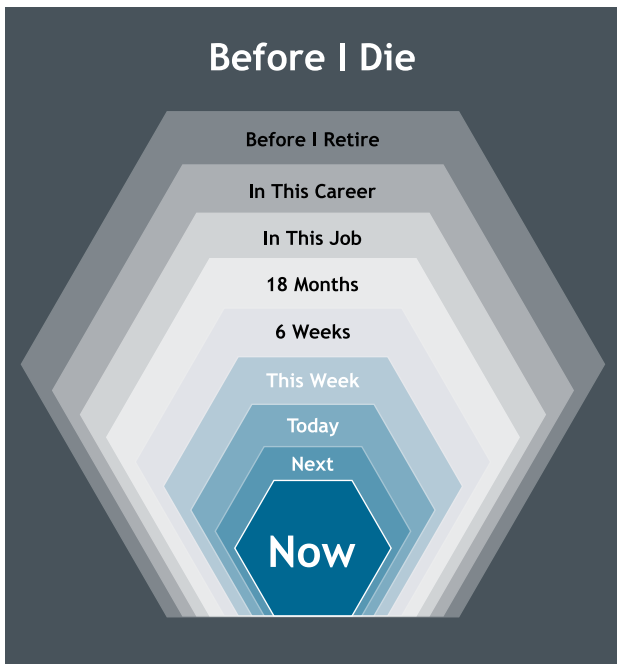 Before I Die
Before I Retire
In This Career
In This Job
18 Months
6 Weeks
This Week
Today
Next
Now